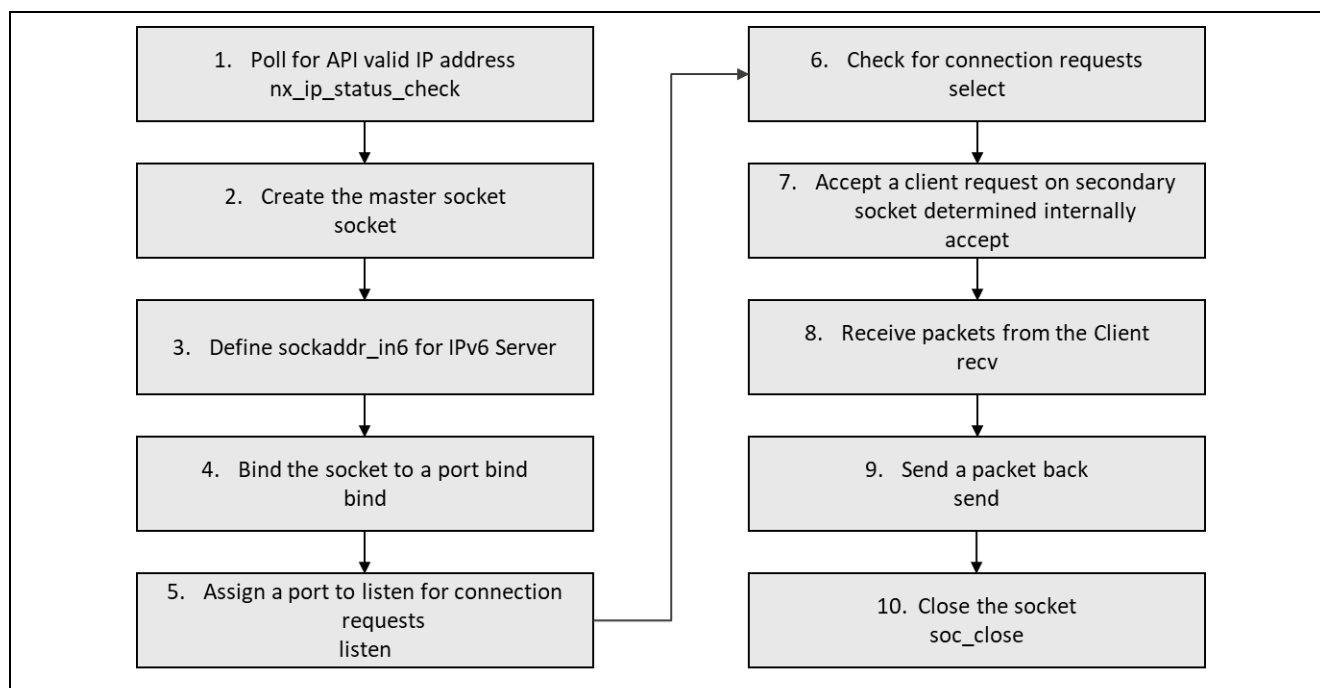 1. Poll for API valid IP address
nx_ip_status_check
2. Create the master socket
socket
3. Define sockaddr_in6 for IPv6 Server
4. Bind the socket to a port bind
bind
5. Assign a port to listen for connection
requests
listen
6. Check for connection requests
select
7. Accept a client request on secondary
socket determined internally
accept
8. Receive packets from the Client
recv
9. Send a packet back
send
10. Close the socket
soc_close